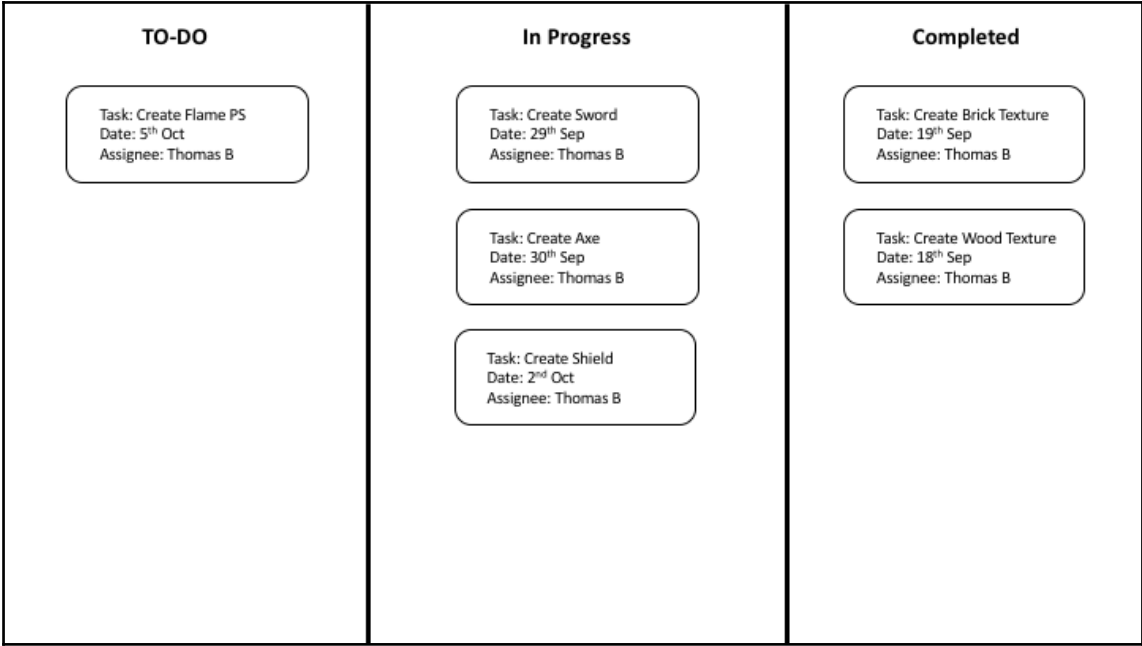 TO-DO
Task: Create Flame PS
Date: 5th Oct
Assignee: Thomas B
In Progress
Task: Create Sword
Date: 29th Sep
Assignee: Thomas B
Task: Create Axe
Date: 30th Sep
Assignee: Thomas B
Task: Create Shield
Date: 2nd Oct
Assignee: Thomas B
Completed
Task: Create Brick Texture
Date: 19th Sep
Assignee: Thomas B
Task: Create Wood Texture
Date: 18th Sep
Assignee: Thomas B